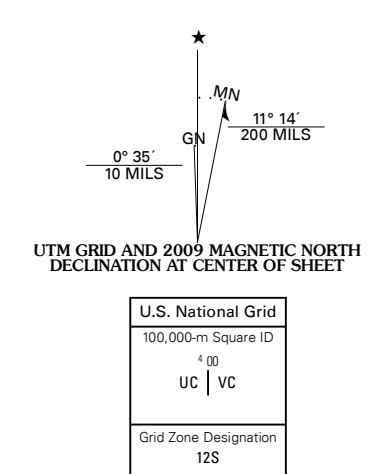 ★
MN
GN
11° 14´
200 MILS
0° 35´
10 MILS
UTM GRID AND 2009 MAGNETIC NORTH
DECLINATION AT CENTER OF SHEET
U.S. National Grid
100,000-m Square ID
4 00
UC | VC
Grid Zone Designation
12S